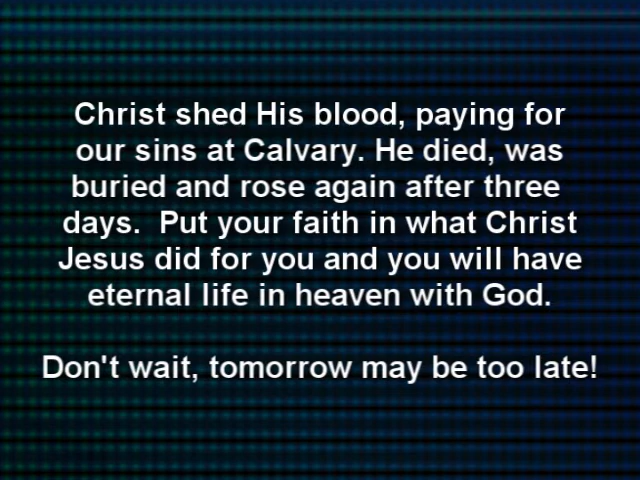 Christ shed His blood, paying for
our sins at Calvary. He died, was
buried and rose again after three
days.  Put your faith in what Christ
Jesus did for you and you will have
eternal life in heaven with God.
Don't wait, tomorrow may be too late!